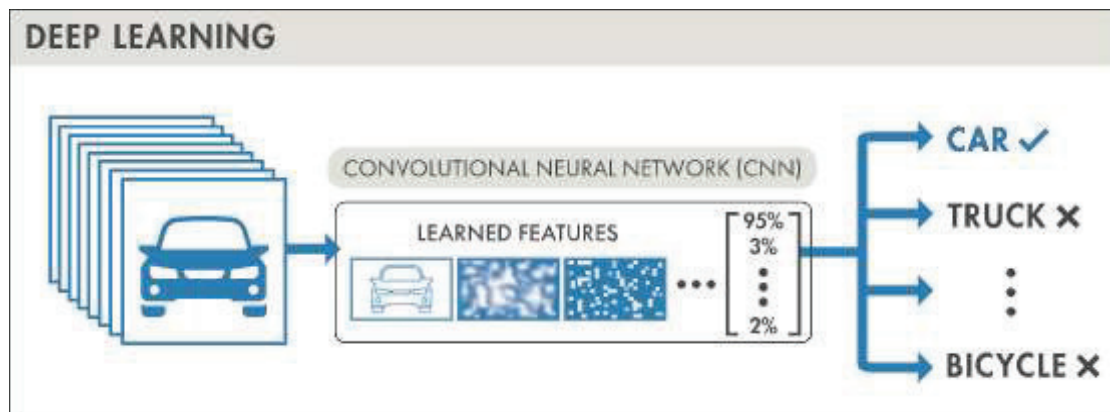 DEEP LEARNING
CONVOLUTIONAL NEURAL NETWORK (CNN)
LEARNED FEATURES
95%
3%
2%
CAR ✓
TRUCK ✕
BICYCLE ✕